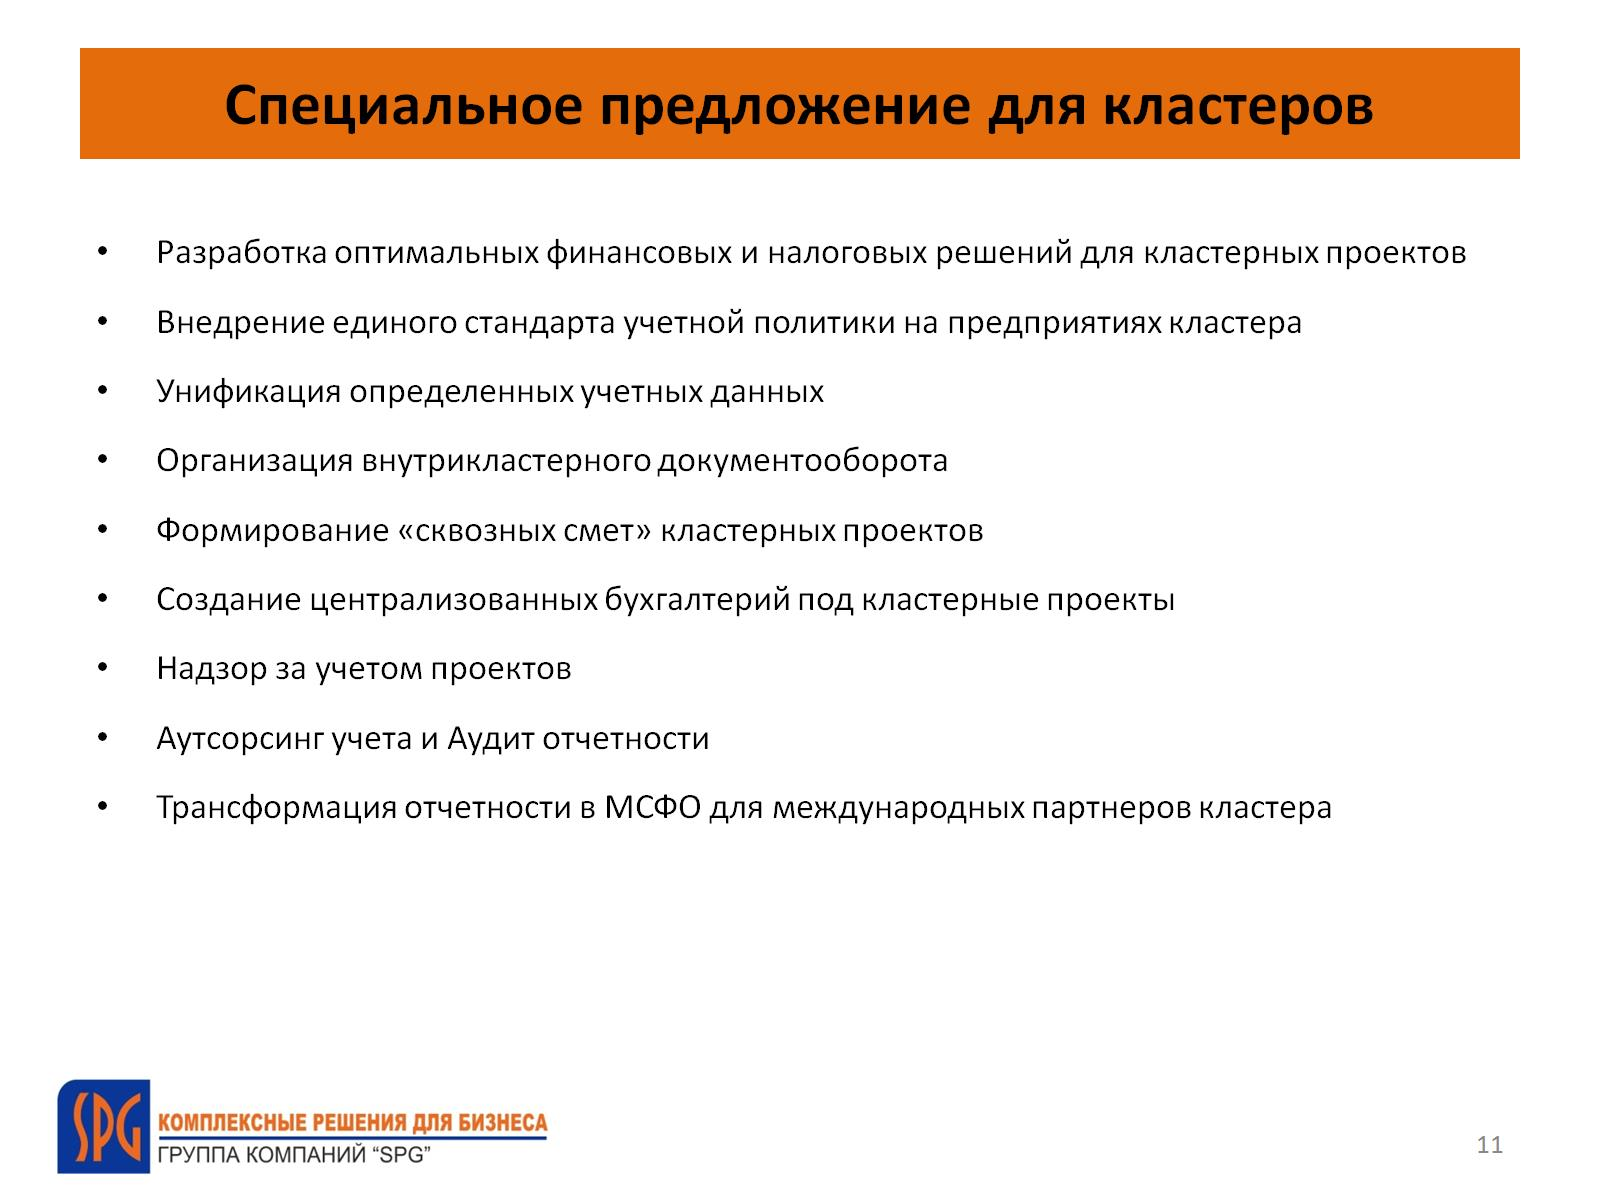 Специальное предложение для кластеров
• Разработка оптимальных финансовых и налоговых решений для кластерных проектов
• Внедрение единого стандарта учетной политики на предприятиях кластера
• Унификация определенных учетных данных
• Организация внутрикластерного документооборота
• Формирование «сквозных смет» кластерных проектов
• Создание централизованных бухгалтерий под кластерные проекты
• Надзор за учетом проектов
• Аутсорсинг учета и Аудит отчетности
• Трансформация отчетности в МСФО для международных партнеров кластера
SPG
КОМПЛЕКСНЫЕ РЕШЕНИЯ ДЛЯ БИЗНЕСА
ГРУППА КОМПАНИЙ “SPG”
11